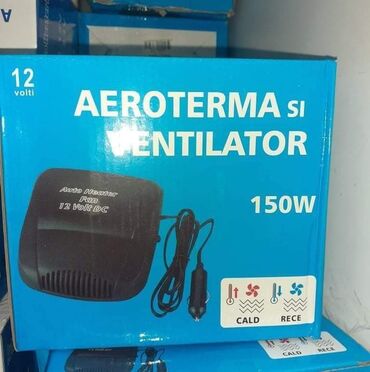 12
volti
AEROTERMA SI
VENTILATOR
150W
Auto Heater
Fan
12 Volt DC
CALD RECE
CALD RECE